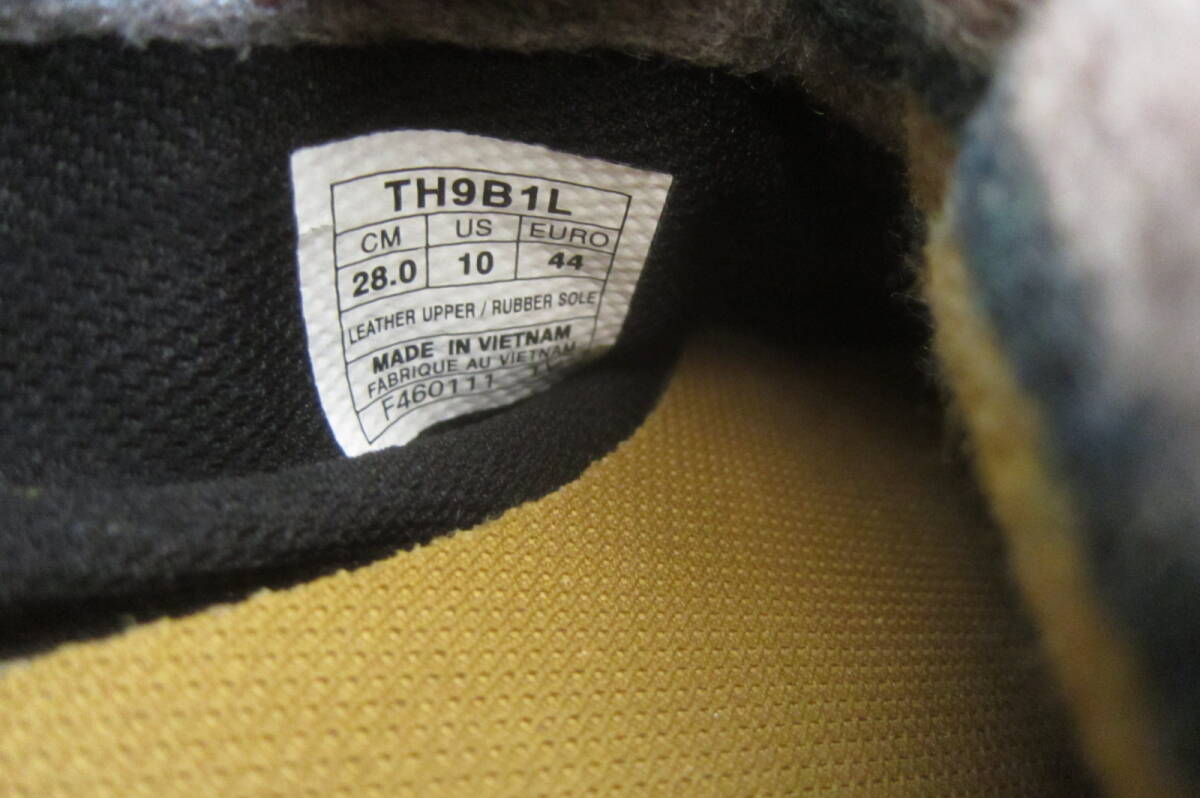 TH9B1L
CM US EURO
28.0 10 44
LEATHER UPPER / RUBBER SOLE
MADE IN VIETNAM
FABRIQUE AU VIETNAM
F460111